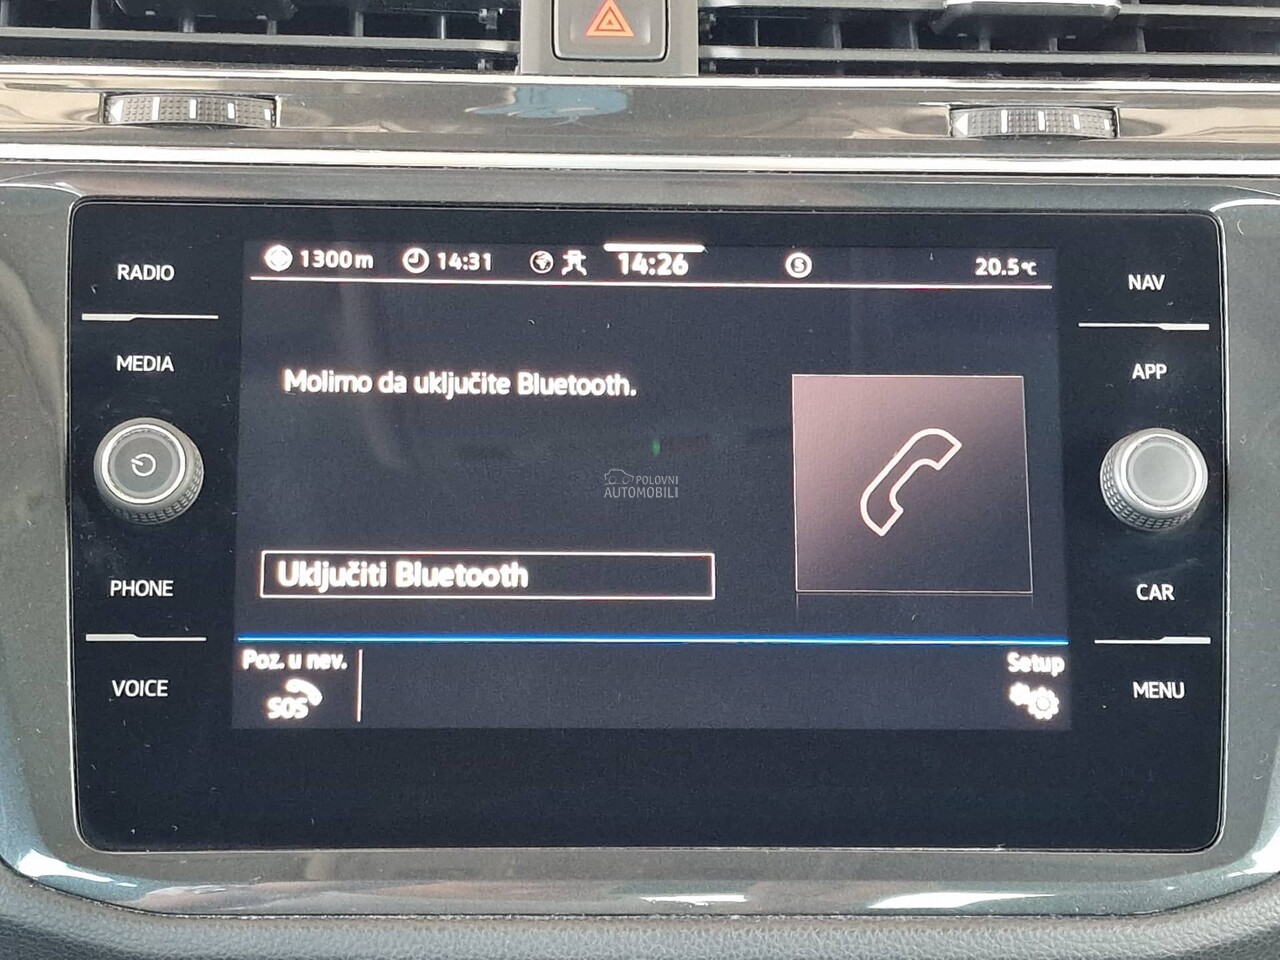 1300m 14:31 14:26 S 20.5°C
RADIO
NAV
MEDIA
APP
Molimo da uključite Bluetooth.
POLOVNI
AUTOMOBILI
Uključiti Bluetooth
PHONE
CAR
Poz. u nev.
Setup
SOS
VOICE
MENU